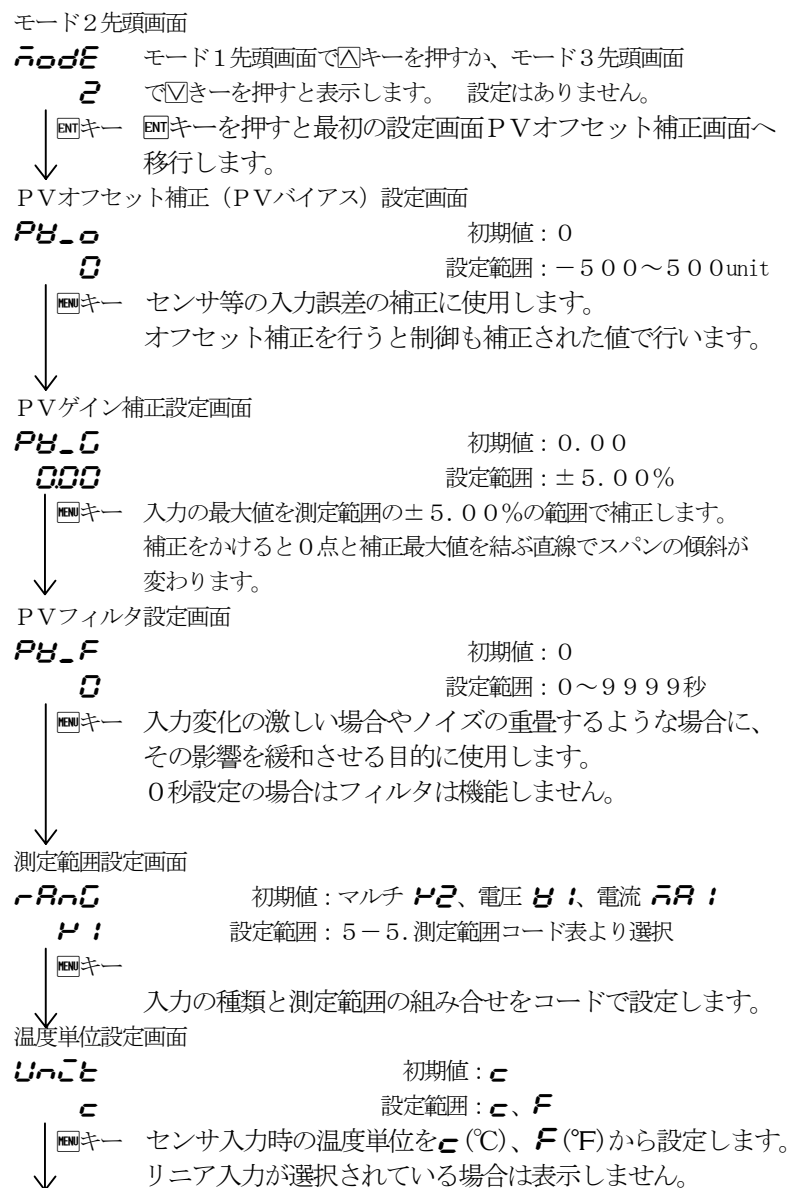 モード2先頭画面
modE モード1先頭画面で△キーを押すか、モード3先頭画面
2 で▽きーを押すと表示します。 設定はありません。
ENTキー ENTキーを押すと最初の設定画面PVオフセット補正画面へ
移行します。
PVオフセット補正（PVバイアス）設定画面
PV_o 初期値：0
0 設定範囲：－500～500unit
MENUキー センサ等の入力誤差の補正に使用します。
オフセット補正を行うと制御も補正された値で行います。
PVゲイン補正設定画面
PV_G 初期値：0.00
0.00 設定範囲：±5.00％
MENUキー 入力の最大値を測定範囲の±5.00％の範囲で補正します。
補正をかけると0点と補正最大値を結ぶ直線でスパンの傾斜が
変わります。
PVフィルタ設定画面
PV_F 初期値：0
0 設定範囲：0～9999秒
MENUキー 入力変化の激しい場合やノイズの重畳するような場合に、
その影響を緩和させる目的に使用します。
0秒設定の場合はフィルタは機能しません。
測定範囲設定画面
rAnG 初期値：マルチ K2、電圧 V 1、電流 mA 1
K 1 設定範囲：5－5.測定範囲コード表より選択
MENUキー
入力の種類と測定範囲の組み合せをコードで設定します。
温度単位設定画面
Unit 初期値：c
c 設定範囲：c、F
MENUキー センサ入力時の温度単位をc(℃)、F(℉)から設定します。
リニア入力が選択されている場合は表示しません。